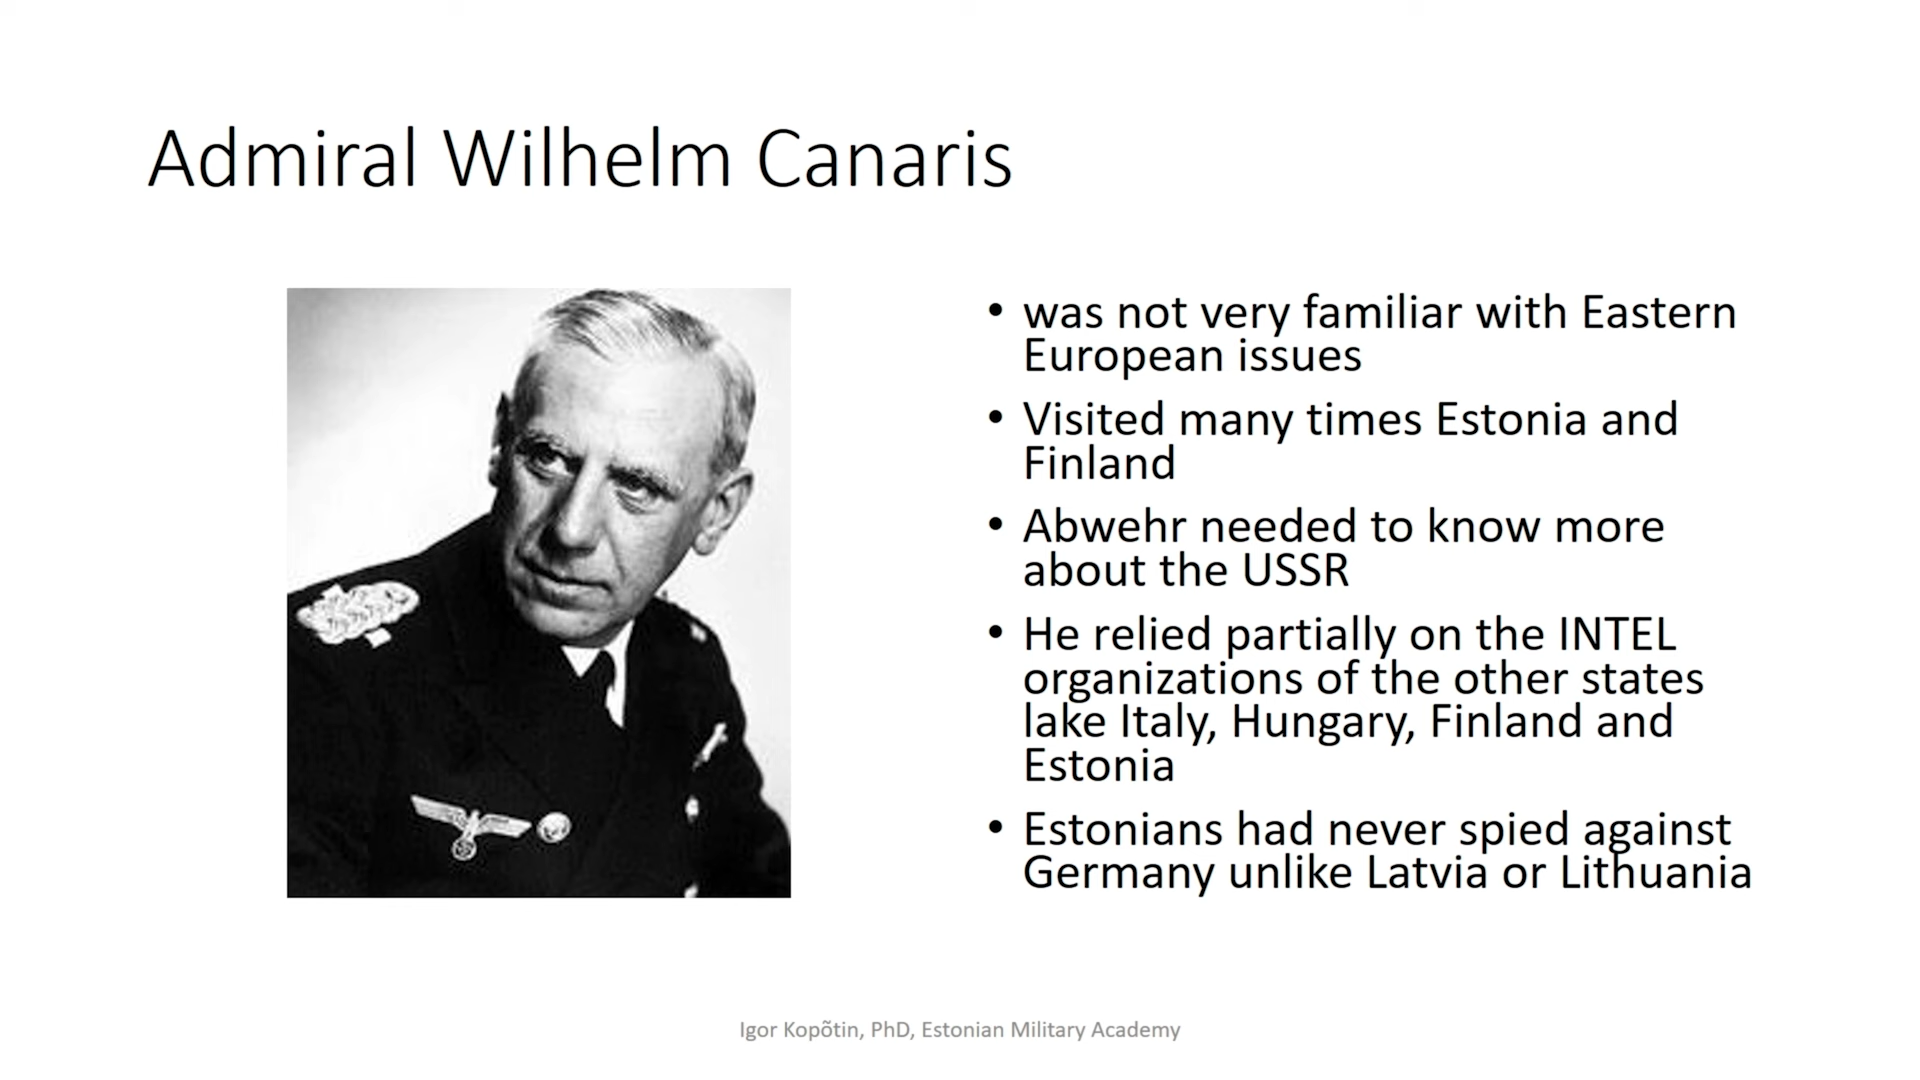 Admiral Wilhelm Canaris
• was not very familiar with Eastern
European issues
• Visited many times Estonia and
Finland
• Abwehr needed to know more
about the USSR
• He relied partially on the INTEL
organizations of the other states
lake Italy, Hungary, Finland and
Estonia
• Estonians had never spied against
Germany unlike Latvia or Lithuania
Igor Kopõtin, PhD, Estonian Military Academy